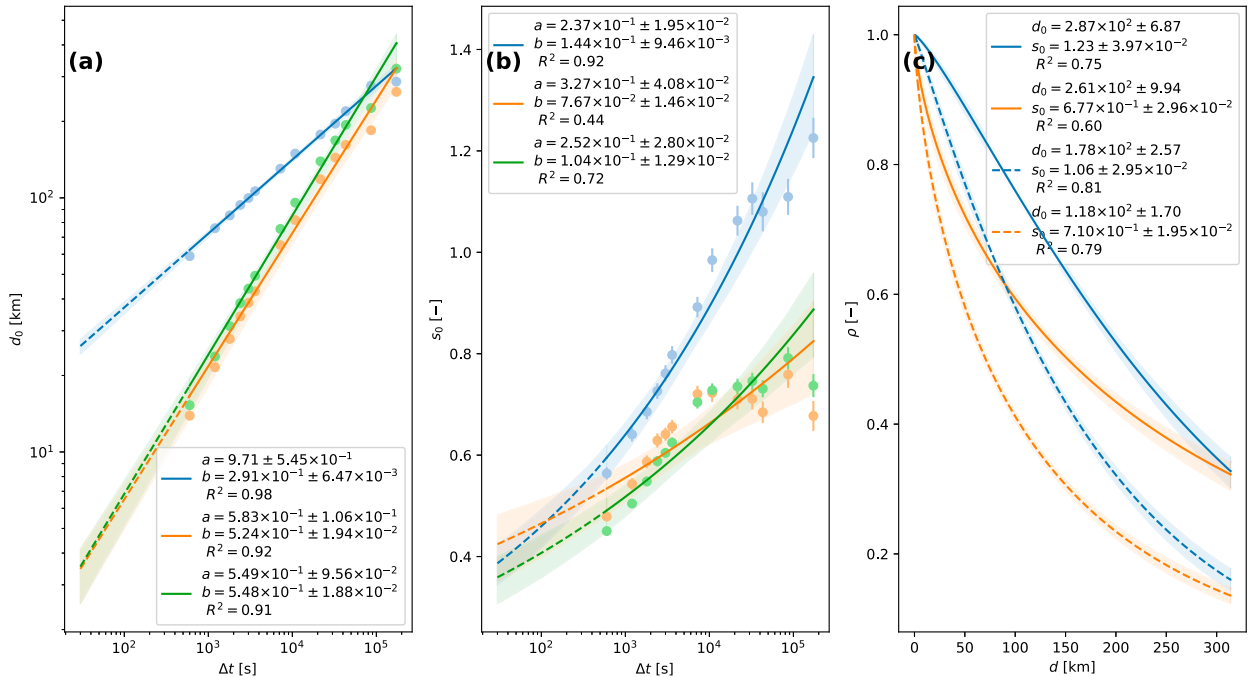 (a)
d₀ [km]
10²
10¹
a = 9.71 ± 5.45×10⁻¹
b = 2.91×10⁻¹ ± 6.47×10⁻³
R² = 0.98
a = 5.83×10⁻¹ ± 1.06×10⁻¹
b = 5.24×10⁻¹ ± 1.94×10⁻²
R² = 0.92
a = 5.49×10⁻¹ ± 9.56×10⁻²
b = 5.48×10⁻¹ ± 1.88×10⁻²
R² = 0.91
10² 10³ 10⁴ 10⁵
Δt [s]
(b)
s₀ [−]
1.4
1.2
1.0
0.8
0.6
0.4
a = 2.37×10⁻¹ ± 1.95×10⁻²
b = 1.44×10⁻¹ ± 9.46×10⁻³
R² = 0.92
a = 3.27×10⁻¹ ± 4.08×10⁻²
b = 7.67×10⁻² ± 1.46×10⁻²
R² = 0.44
a = 2.52×10⁻¹ ± 2.80×10⁻²
b = 1.04×10⁻¹ ± 1.29×10⁻²
R² = 0.72
10² 10³ 10⁴ 10⁵
Δt [s]
(c)
ρ [−]
1.0
0.8
0.6
0.4
0.2
d₀ = 2.87×10² ± 6.87
s₀ = 1.23 ± 3.97×10⁻²
R² = 0.75
d₀ = 2.61×10² ± 9.94
s₀ = 6.77×10⁻¹ ± 2.96×10⁻²
R² = 0.60
d₀ = 1.78×10² ± 2.57
s₀ = 1.06 ± 2.95×10⁻²
R² = 0.81
d₀ = 1.18×10² ± 1.70
s₀ = 7.10×10⁻¹ ± 1.95×10⁻²
R² = 0.79
0 50 100 150 200 250 300
d [km]